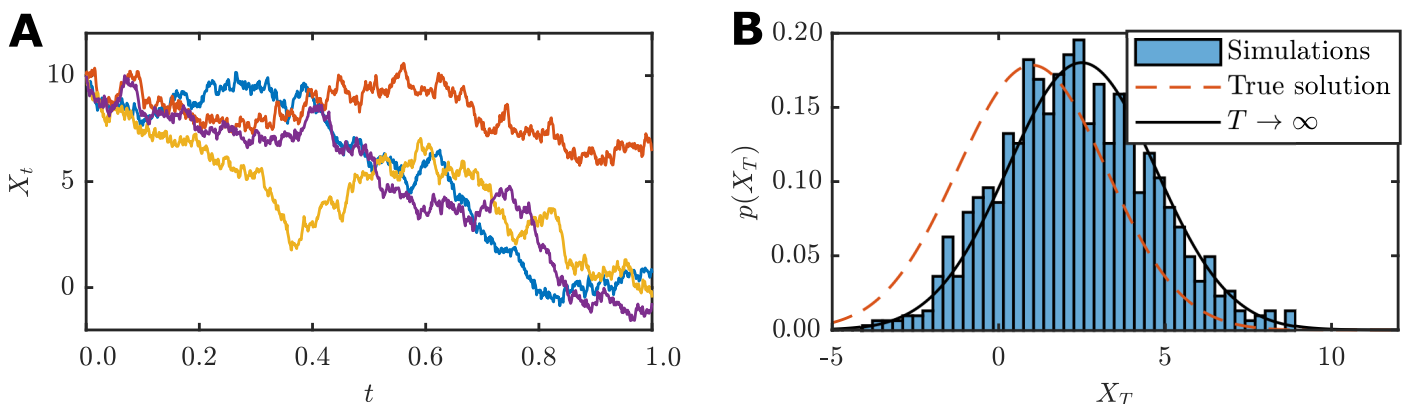 A
10
5
0
X_t
0.0 0.2 0.4 0.6 0.8 1.0
t
B
0.20
0.15
0.10
0.05
0.00
p(X_T)
Simulations
True solution
T → ∞
-5 0 5 10
X_T